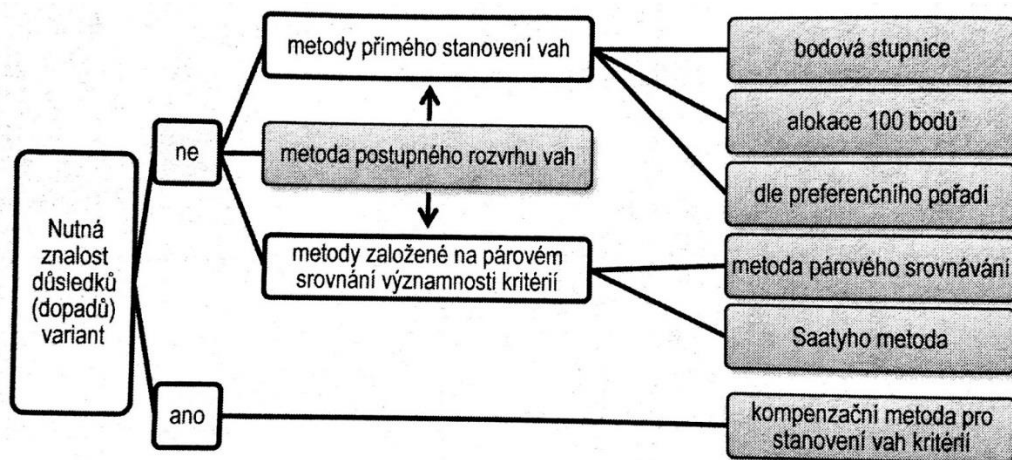 Nutná
znalost
důsledků
(dopadů)
variant
ne
ano
metody přímého stanovení vah
metoda postupného rozvrhu vah
metody založené na párovém
srovnání významnosti kritérií
bodová stupnice
alokace 100 bodů
dle preferenčního pořadí
metoda párového srovnávání
Saatyho metoda
kompenzační metoda pro
stanovení vah kritérií